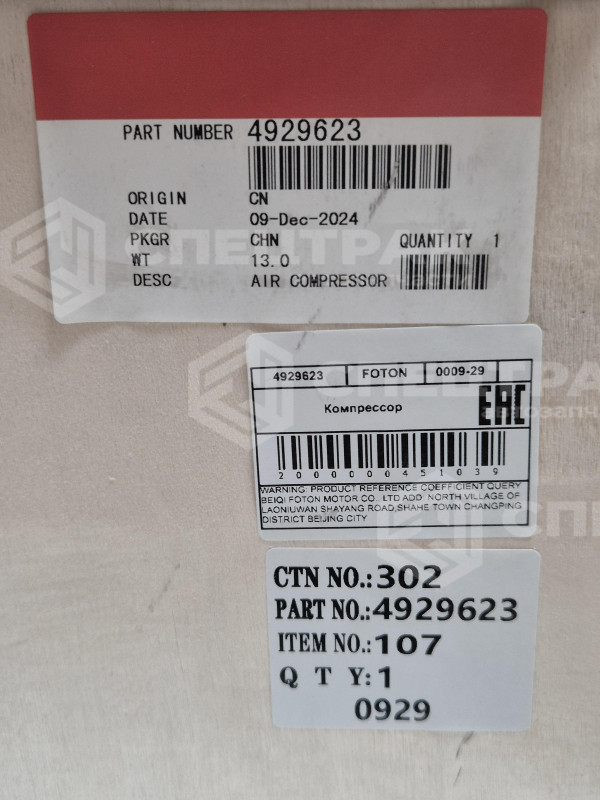 PART NUMBER 4929623
ORIGIN CN
DATE 09-Dec-2024
PKGR CHN QUANTITY 1
WT 13.0
DESC AIR COMPRESSOR
4929623 FOTON 0009-29
Компрессор EAC
2000000451039
WARNING: PRODUCT REFERENCE COEFFICIENT QUERY
BEIQI FOTON MOTOR CO., LTD ADD: NORTH VILLAGE OF
LAONIUWAN SHAYANG ROAD,SHAHE TOWN CHANGPING
DISTRICT BEIJING CITY
CTN NO.:302
PART NO.:4929623
ITEM NO.:107
Q T Y:1
0929